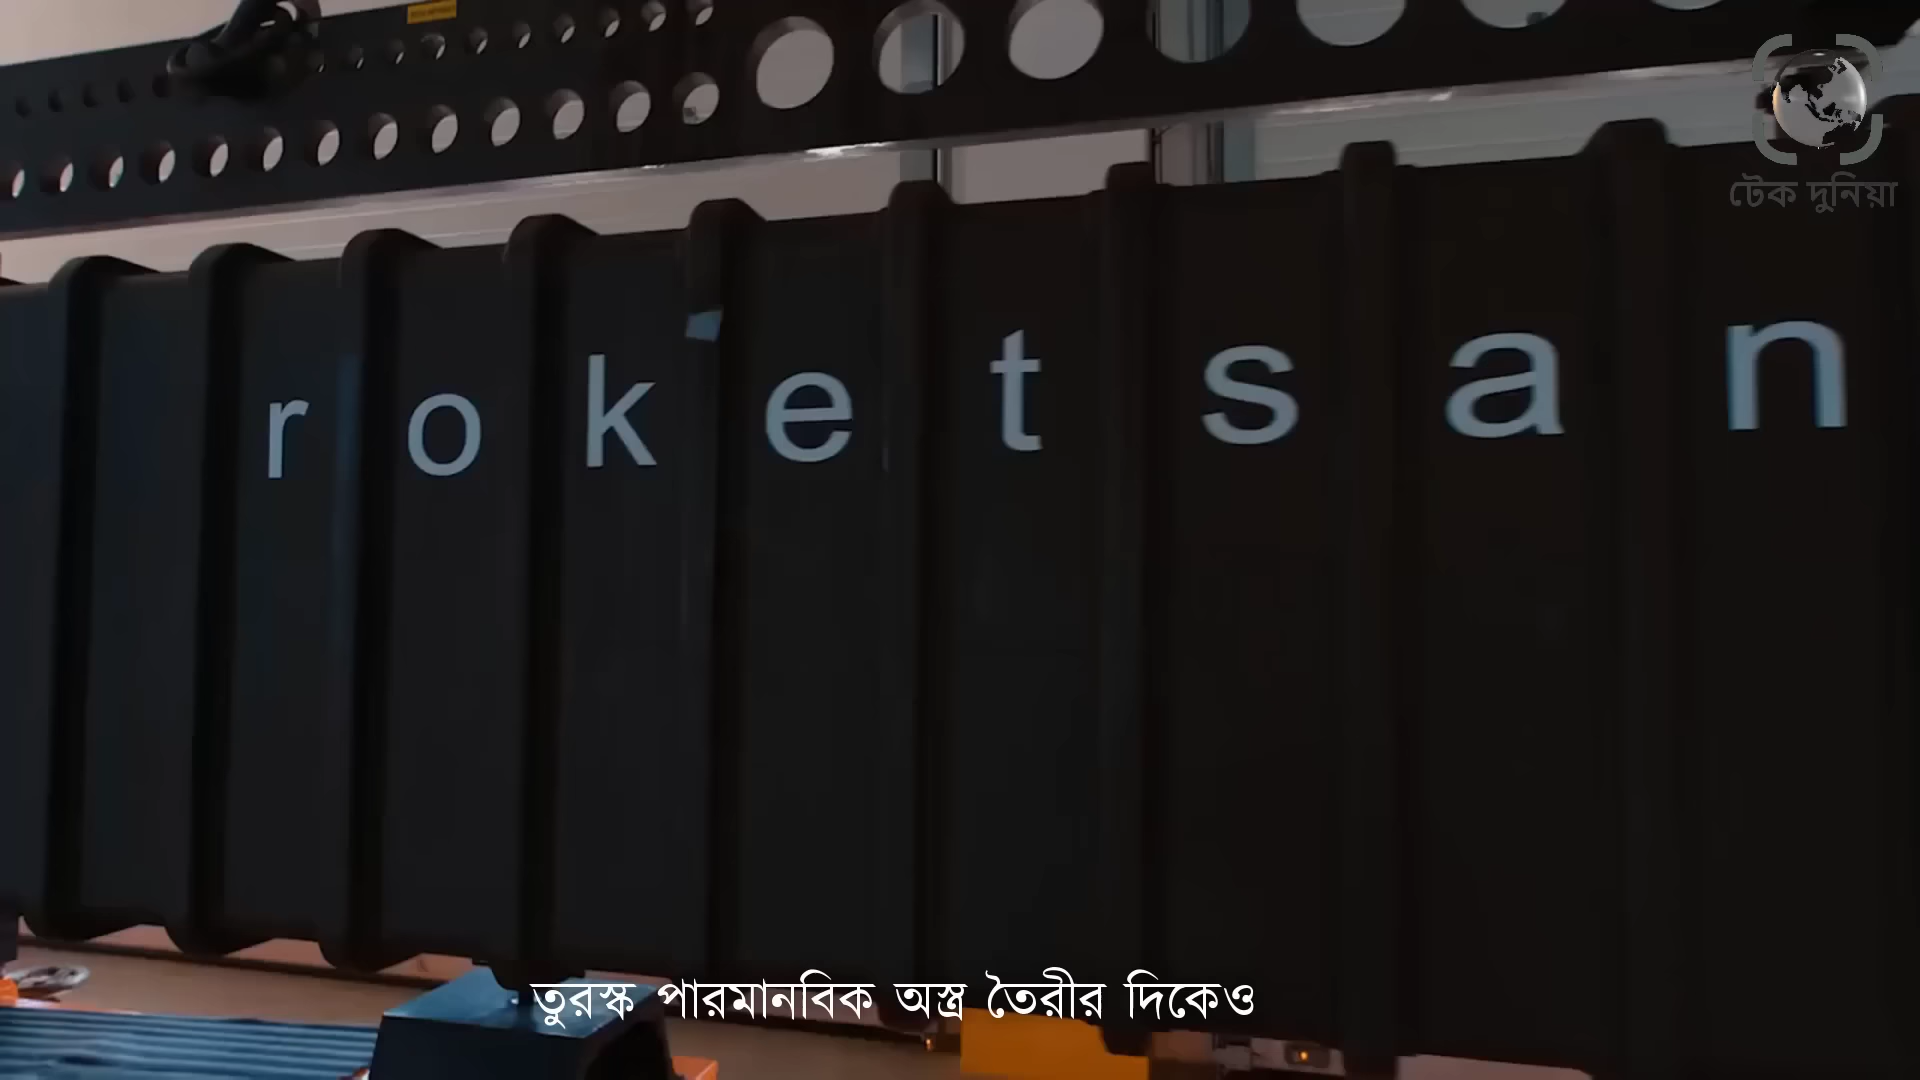 টেক দুনিয়া
roketsan
তুরস্ক পারমানবিক অস্ত্র তৈরীর দিকেও